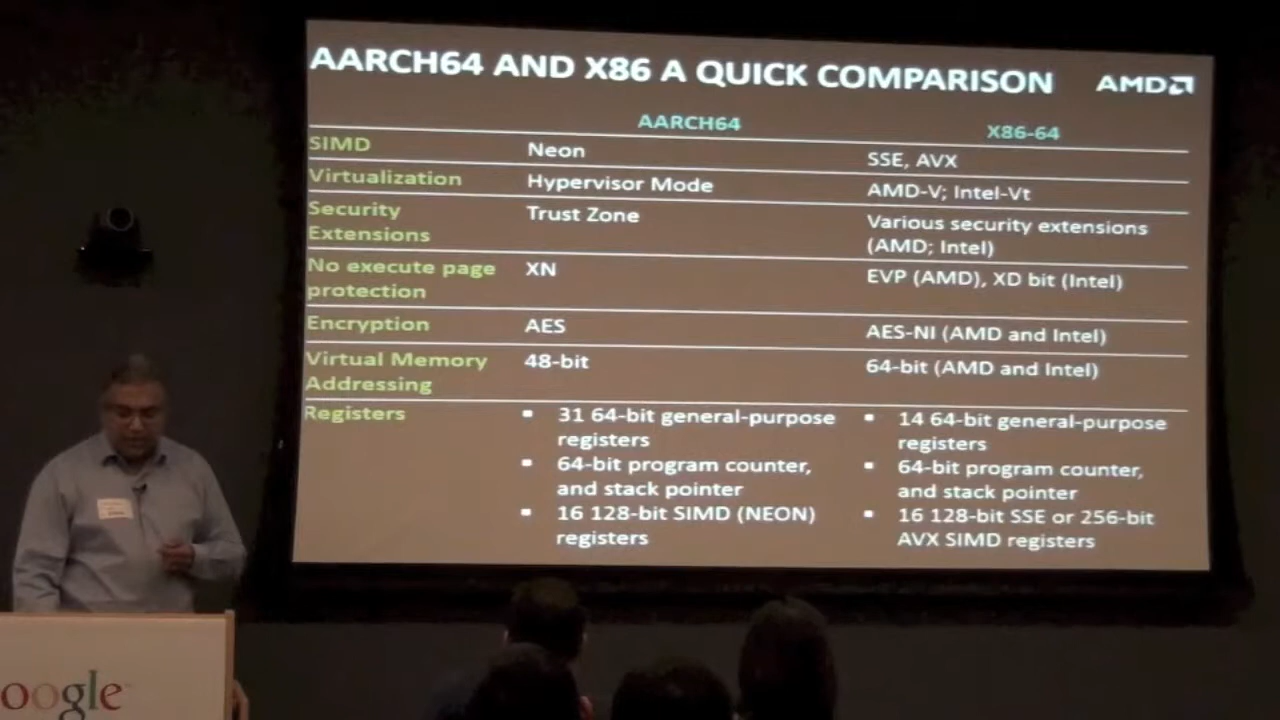 AARCH64 AND X86 A QUICK COMPARISON
AMD
AARCH64
X86-64
SIMD
Neon
SSE, AVX
Virtualization
Hypervisor Mode
AMD-V; Intel-Vt
Security
Extensions
Trust Zone
Various security extensions
(AMD; Intel)
No execute page
protection
XN
EVP (AMD), XD bit (Intel)
Encryption
AES
AES-NI (AMD and Intel)
Virtual Memory
Addressing
48-bit
64-bit (AMD and Intel)
Registers
▪ 31 64-bit general-purpose
registers
▪ 64-bit program counter,
and stack pointer
▪ 16 128-bit SIMD (NEON)
registers
▪ 14 64-bit general-purpose
registers
▪ 64-bit program counter,
and stack pointer
▪ 16 128-bit SSE or 256-bit
AVX SIMD registers
oogle